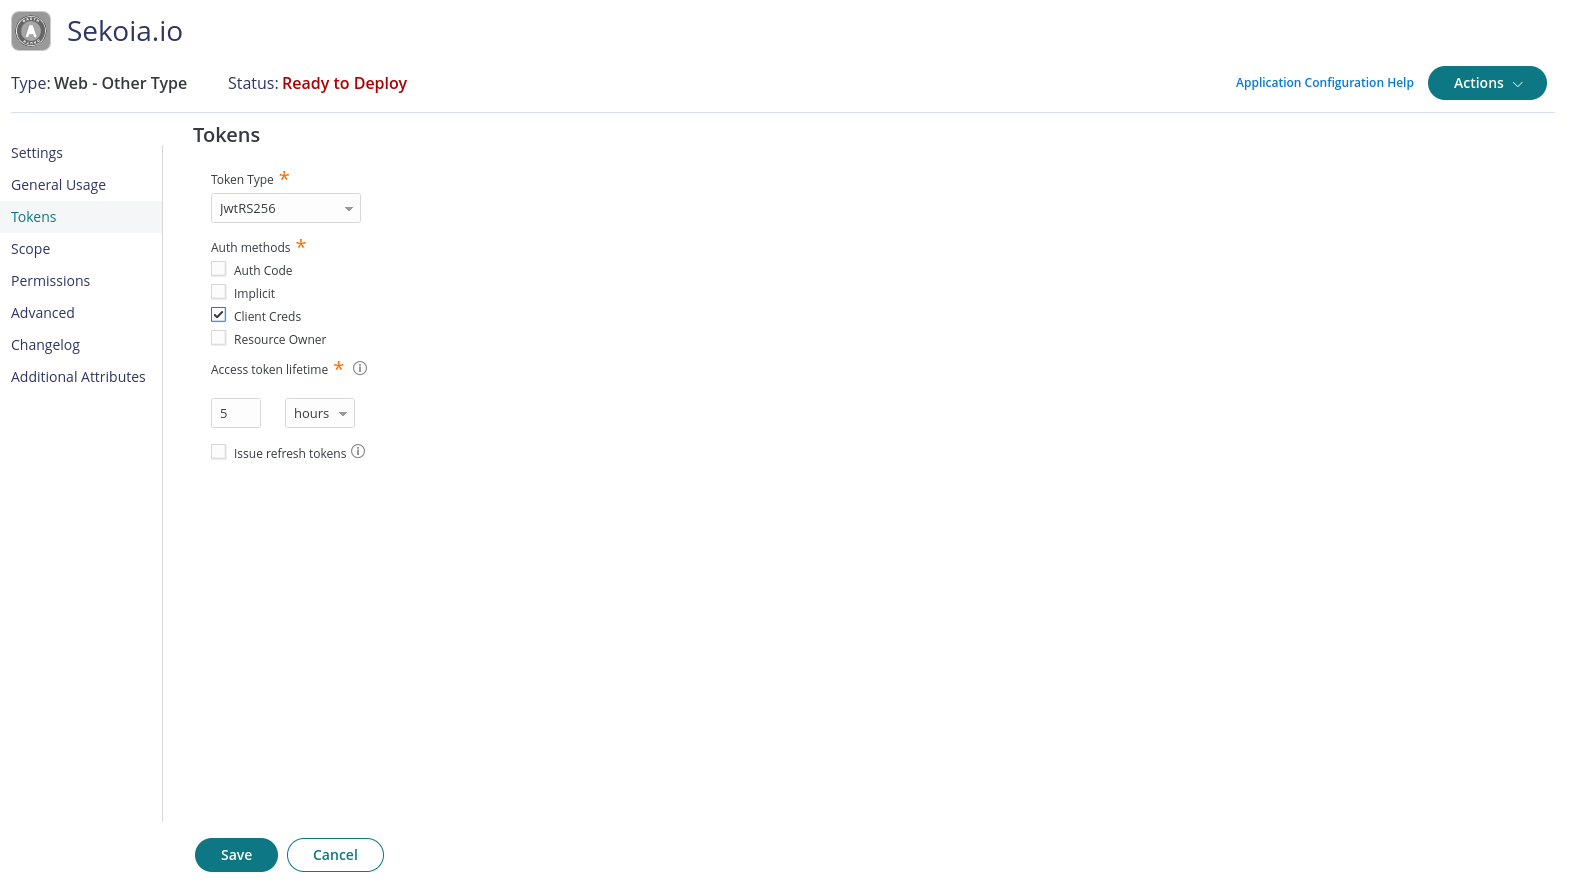 Sekoia.io
Type: Web - Other Type Status: Ready to Deploy Application Configuration Help Actions
Settings
General Usage
Tokens
Scope
Permissions
Advanced
Changelog
Additional Attributes
Tokens
Token Type *
JwtRS256
Auth methods *
Auth Code
Implicit
Client Creds
Resource Owner
Access token lifetime *
5 hours
Issue refresh tokens
Save Cancel